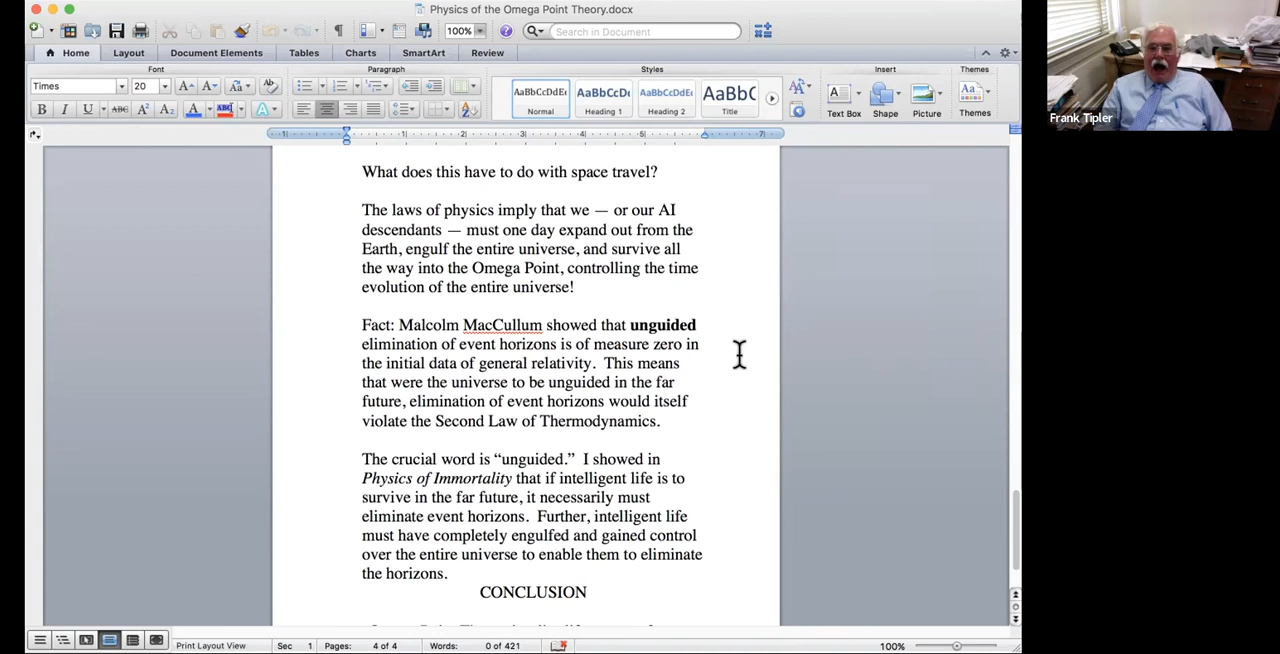 Physics of the Omega Point Theory.docx
100%
Search in Document
Home Layout Document Elements Tables Charts SmartArt Review
Font Paragraph Styles Insert Themes
Times 20
AaBbCcDdEe AaBbCcDc AaBbCcDdEe AaBbC
Normal Heading 1 Heading 2 Title
Text Box Shape Picture Themes
Frank Tipler
What does this have to do with space travel?
The laws of physics imply that we — or our AI
descendants — must one day expand out from the
Earth, engulf the entire universe, and survive all
the way into the Omega Point, controlling the time
evolution of the entire universe!
Fact: Malcolm MacCullum showed that unguided
elimination of event horizons is of measure zero in
the initial data of general relativity. This means
that were the universe to be unguided in the far
future, elimination of event horizons would itself
violate the Second Law of Thermodynamics.
The crucial word is “unguided.” I showed in
Physics of Immortality that if intelligent life is to
survive in the far future, it necessarily must
eliminate event horizons. Further, intelligent life
must have completely engulfed and gained control
over the entire universe to enable them to eliminate
the horizons.
CONCLUSION
Print Layout View Sec 1 Pages: 4 of 4 Words: 0 of 421 100%